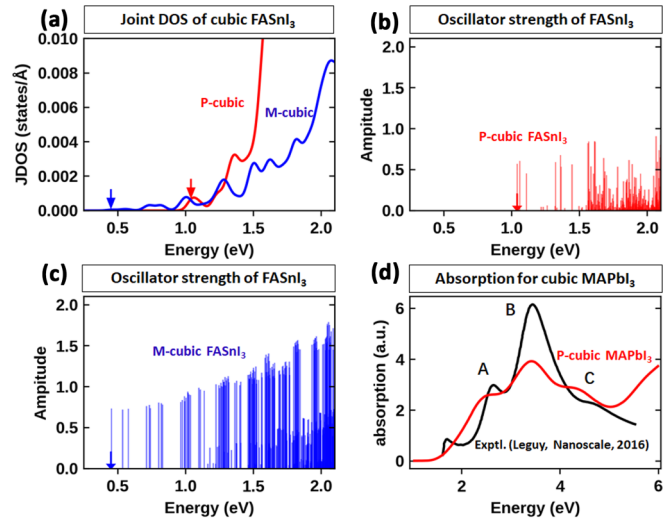 (a)
Joint DOS of cubic FASnI₃
JDOS (states/Å)
0.010
0.008
0.006
0.004
0.002
0.000
P-cubic
M-cubic
0.5
1.0
1.5
2.0
Energy (eV)
(b)
Oscillator strength of FASnI₃
Ampitude
2.0
1.5
1.0
0.5
0.0
P-cubic FASnI₃
0.5
1.0
1.5
2.0
Energy (eV)
(c)
Oscillator strength of FASnI₃
Amplitude
2.0
1.5
1.0
0.5
0.0
M-cubic FASnI₃
0.5
1.0
1.5
2.0
Energy (eV)
(d)
Absorption for cubic MAPbI₃
absorption (a.u.)
6
4
2
0
A
B
C
P-cubic MAPbI₃
Exptl. (Leguy, Nanoscale, 2016)
2
4
6
Energy (eV)